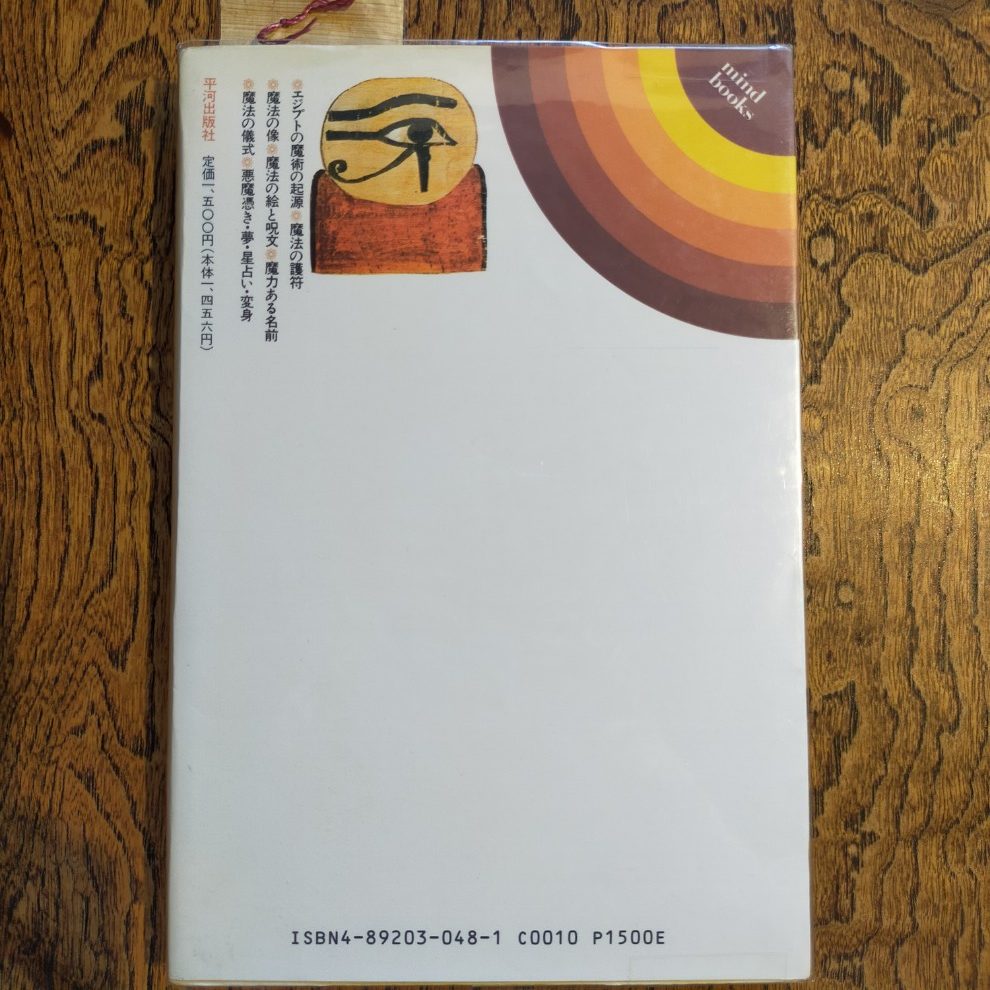 mind
books
❂エジプトの魔術の起源❂魔法の護符
❂魔法の像❂魔法の絵と呪文❂魔力ある名前
❂魔法の儀式❂悪魔憑き・夢・星占い・変身
平河出版社 定価一、五〇〇円(本体一、四五六円)
ISBN4-89203-048-1 C0010 P1500E